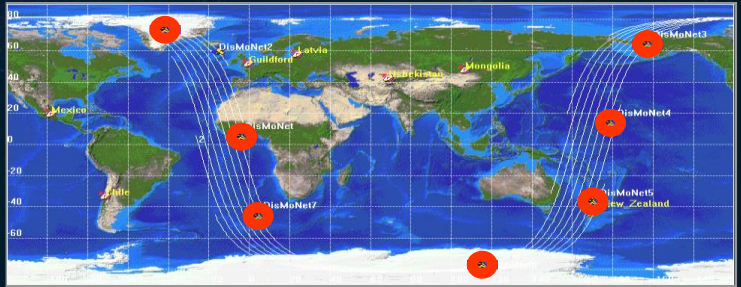 80
DisMoNet3
60
DisMoNet2
Latvia
Guildford
Mongolia
Uzbekistan
40
20
Mexico
DisMoNet4
DisMoNet
0
-20
Chile
DisMoNet5
New_Zealand
-40
DisMoNet7
-60